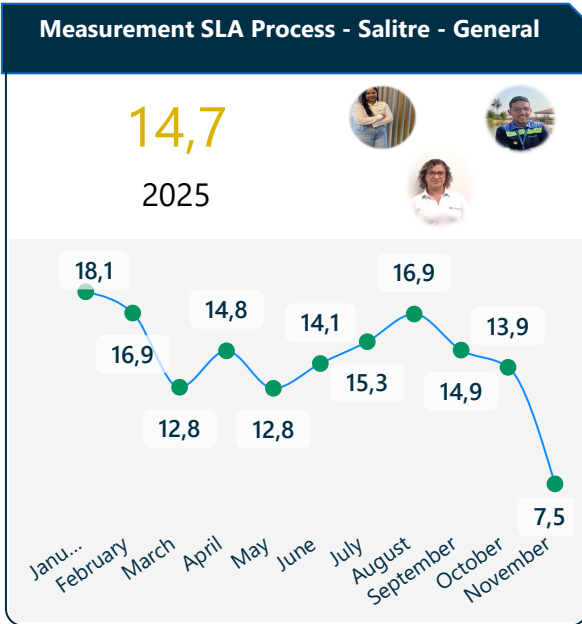 Measurement SLA Process - Salitre - General
14,7
2025
18,1
16,9
12,8
14,8
12,8
14,1
15,3
16,9
14,9
13,9
7,5
Janu...
February
March
April
May
June
July
August
September
October
November